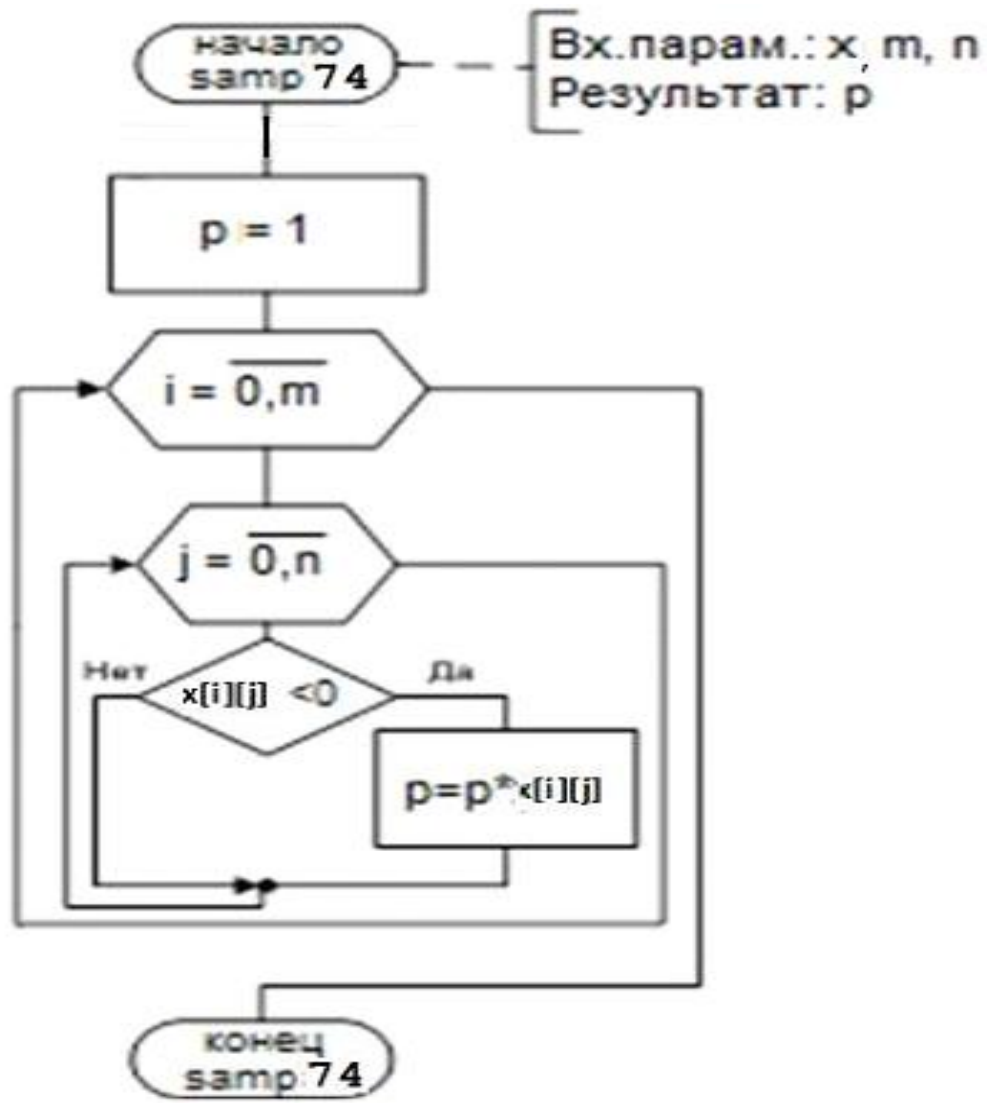 начало
samp 74
Вх.парам.: x, m, n
Результат: p
p = 1
i = 0,m
j = 0,n
Нет
Да
x[i][j] <0
p=p*x[i][j]
конец
samp 74